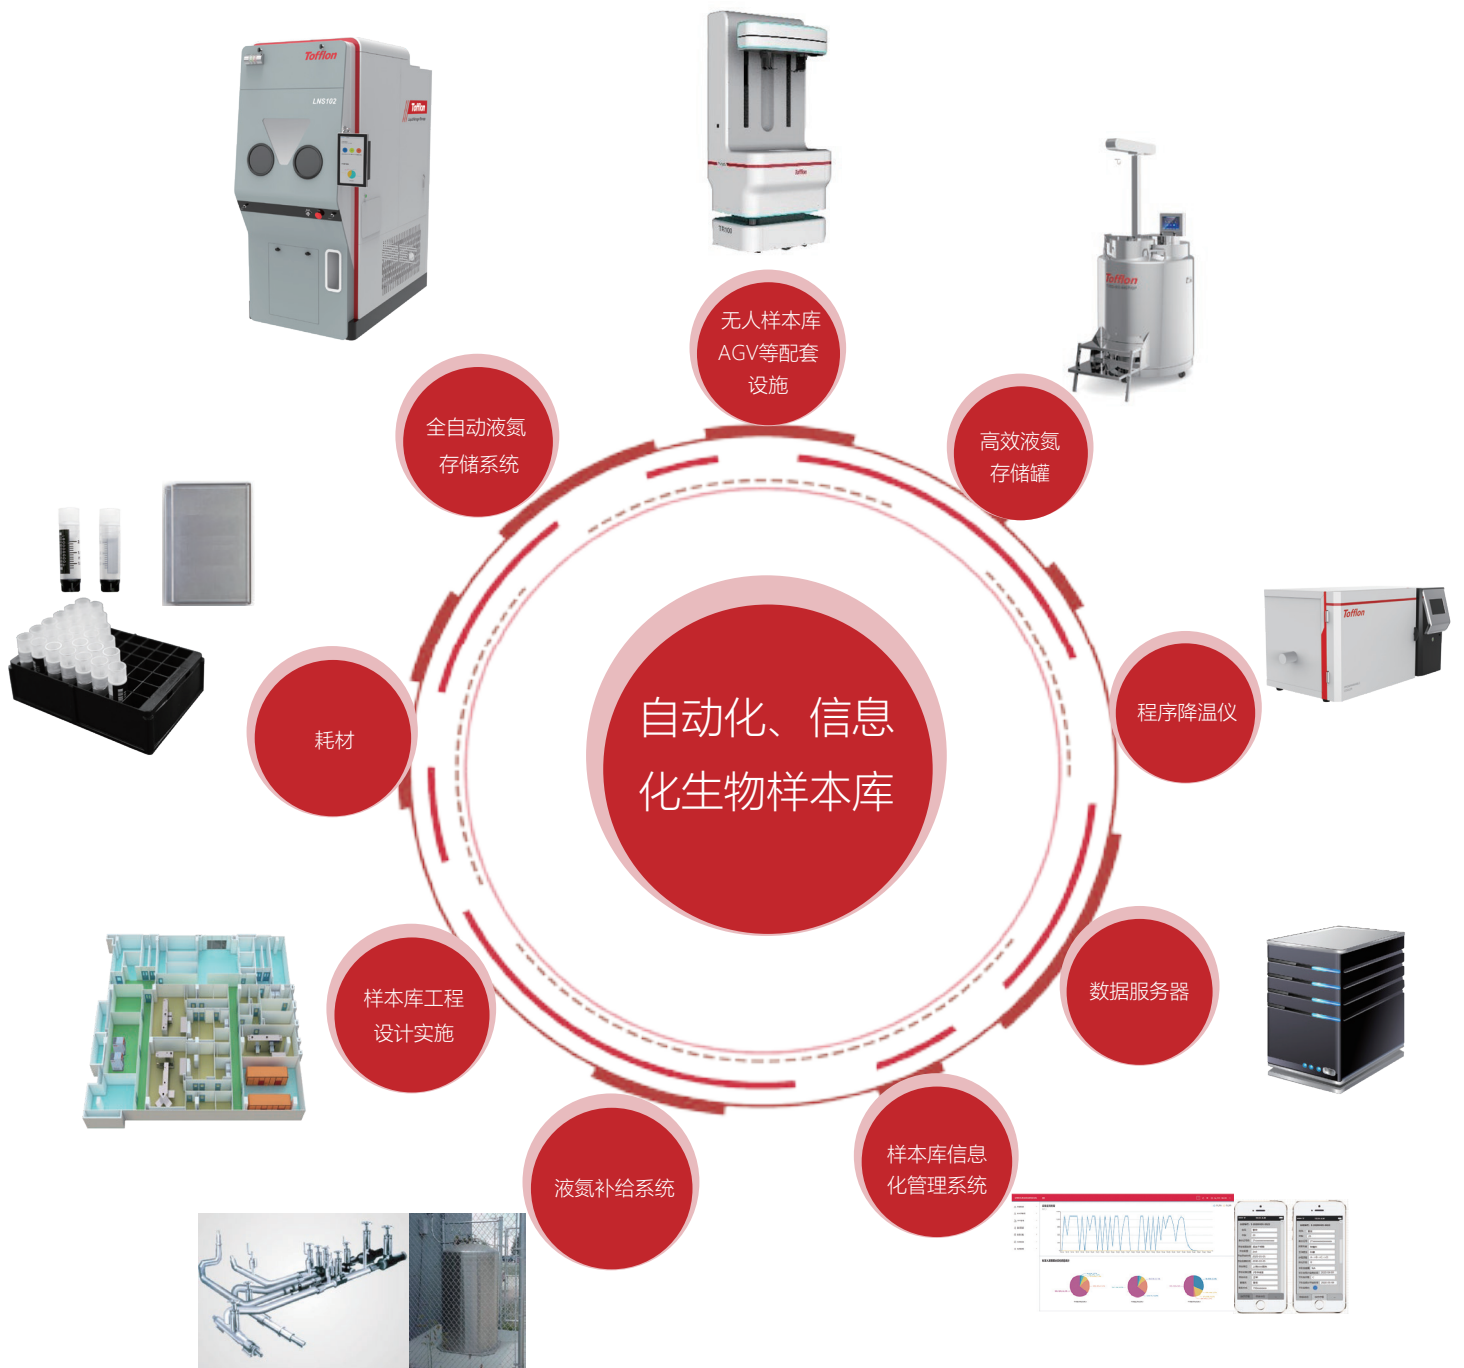 Tofflon
LNS102
Tofflon
Tofflon
TR100
Tofflon
无人样本库
AGV等配套
设施
全自动液氮
存储系统
高效液氮
存储罐
Tofflon
耗材
自动化、信息
化生物样本库
程序降温仪
样本库工程
设计实施
数据服务器
液氮补给系统
样本库信息
化管理系统